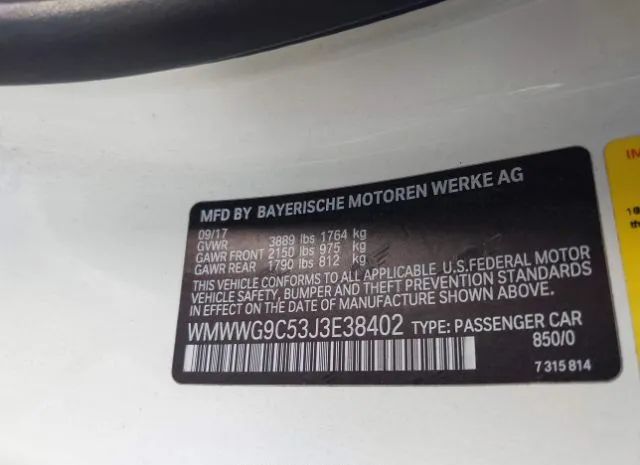 MFD BY BAYERISCHE MOTOREN WERKE AG
09/17
GVWR 3889 lbs 1764 kg
GAWR FRONT 2150 lbs 975 kg
GAWR REAR 1790 lbs 812 kg
THIS VEHICLE CONFORMS TO ALL APPLICABLE U.S.FEDERAL MOTOR
VEHICLE SAFETY, BUMPER AND THEFT PREVENTION STANDARDS
IN EFFECT ON THE DATE OF MANUFACTURE SHOWN ABOVE.
WMWWG9C53J3E38402 TYPE: PASSENGER CAR
850/0
7 315 814